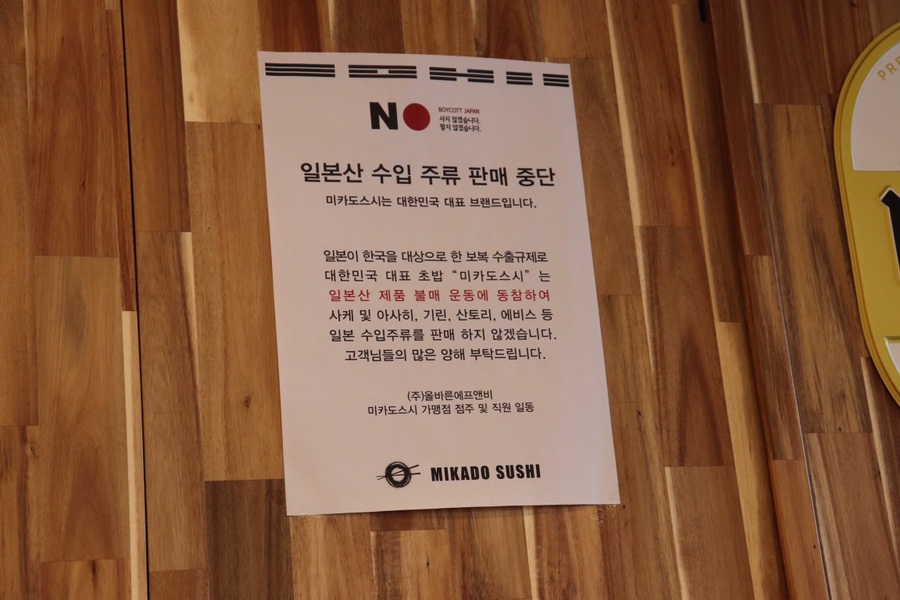 NO
BOYCOTT JAPAN
사지 않겠습니다.
팔지 않겠습니다.
일본산 수입 주류 판매 중단
미카도스시는 대한민국 대표 브랜드입니다.
일본이 한국을 대상으로 한 보복 수출규제로
대한민국 대표 초밥 “미카도스시” 는
일본산 제품 불매 운동에 동참하여
사케 및 아사히, 기린, 산토리, 에비스 등
일본 수입주류를 판매 하지 않겠습니다.
고객님들의 많은 양해 부탁드립니다.
(주)올바른에프앤비
미카도스시 가맹점 점주 및 직원 일동
MIKADO SUSHI